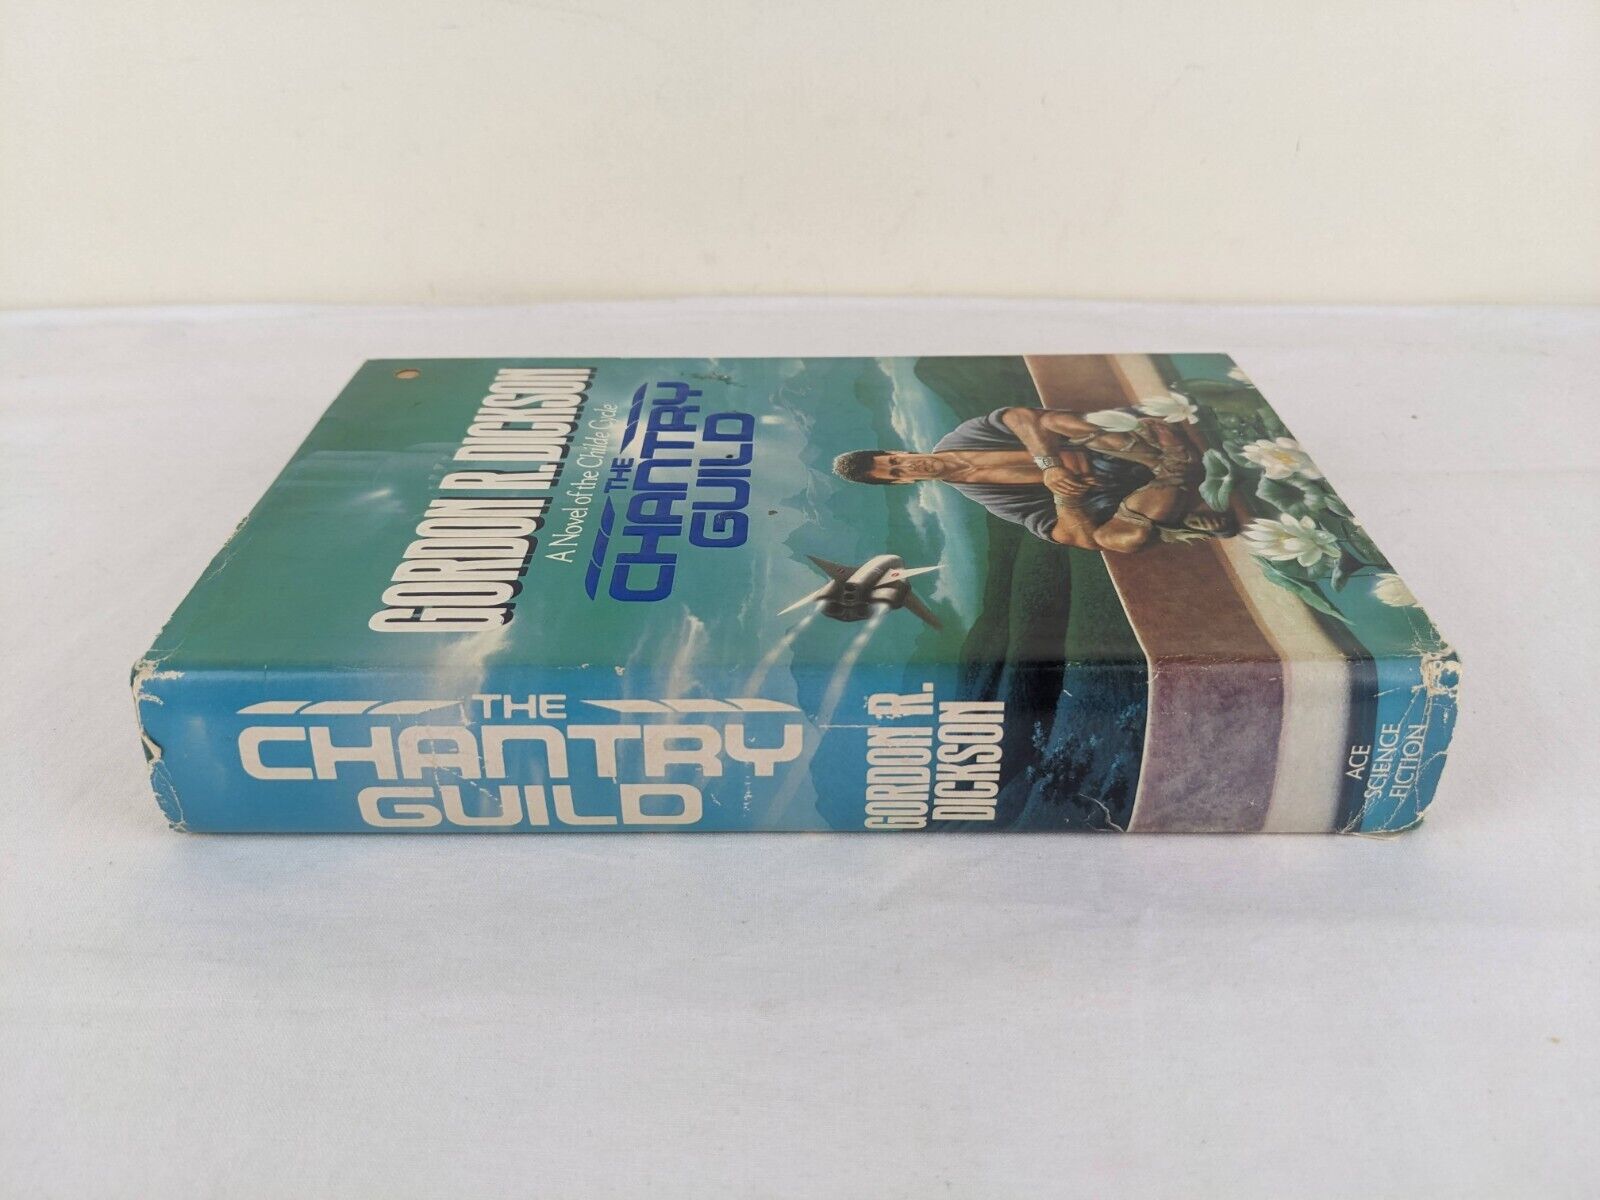 GORDON R. DICKSON
A Novel of the Childe Cycle
THE
CHANTRY
GUILD
THE
CHANTRY
GUILD
GORDON R.
DICKSON
ACE
SCIENCE
FICTION